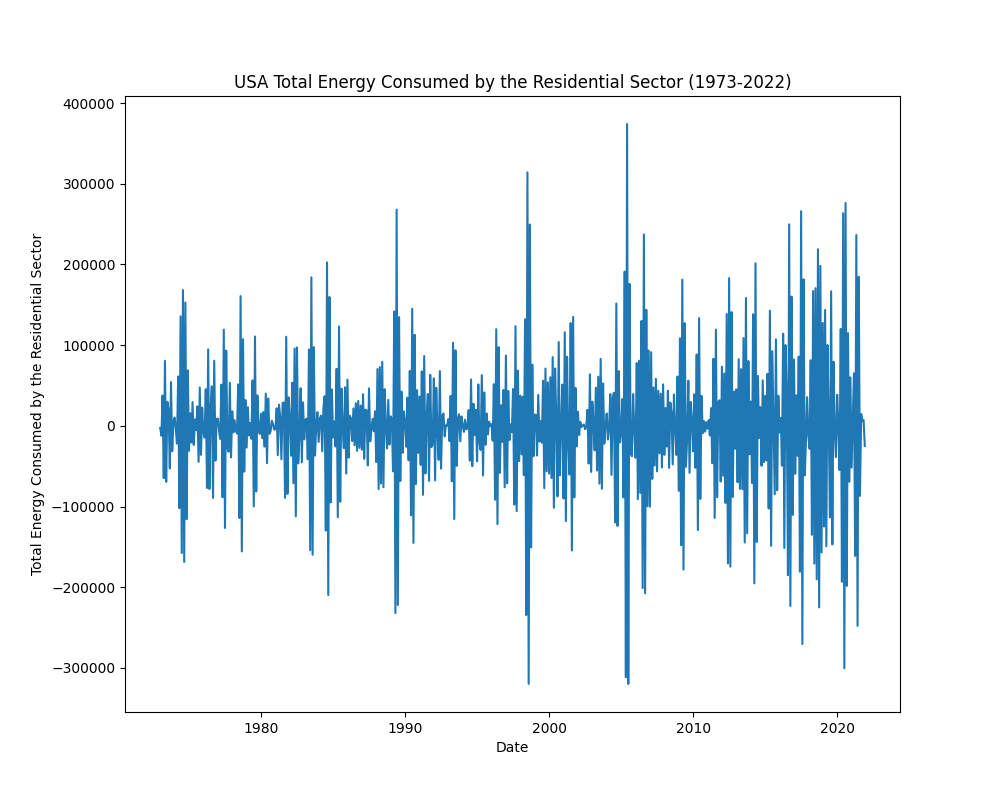 USA Total Energy Consumed by the Residential Sector (1973-2022)
Total Energy Consumed by the Residential Sector
400000
300000
200000
100000
0
−100000
−200000
−300000
1980 1990 2000 2010 2020
Date